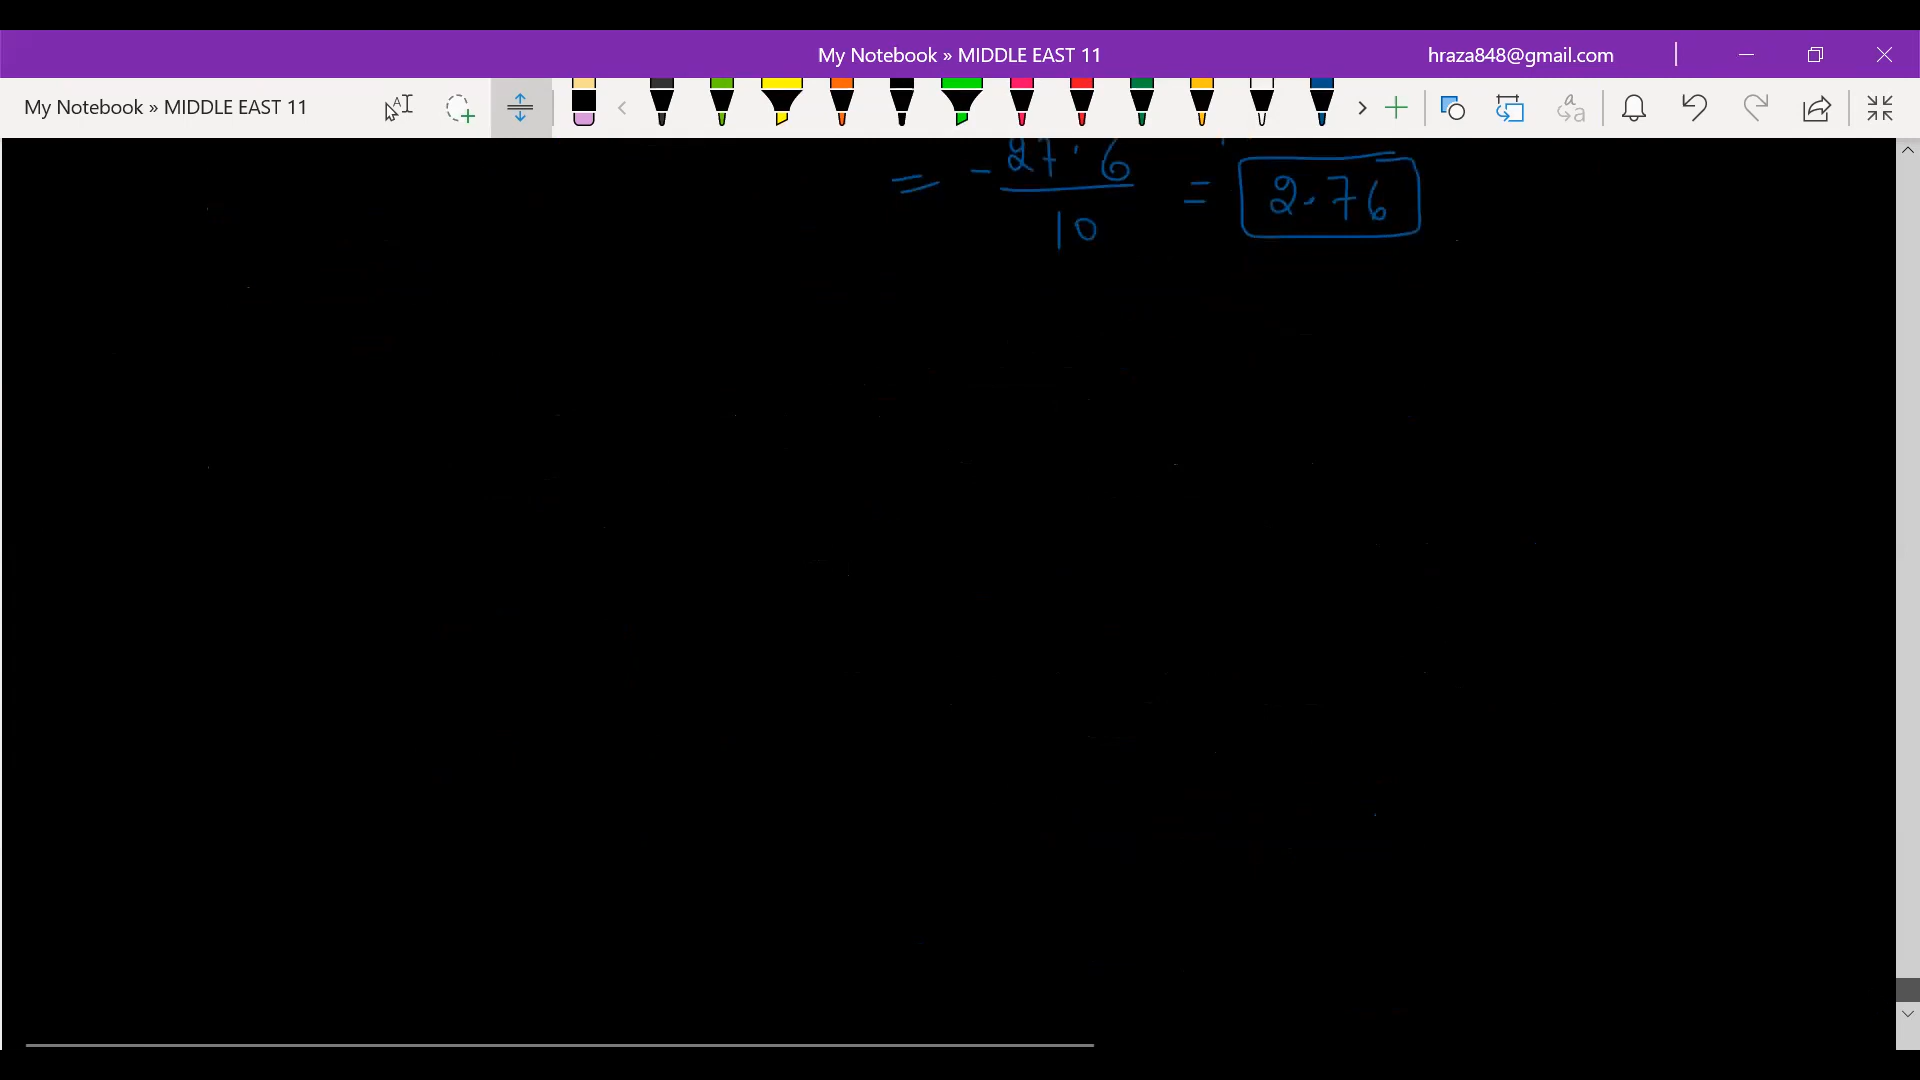 My Notebook » MIDDLE EAST 11
hraza848@gmail.com
My Notebook » MIDDLE EAST 11
= - 27.6 / 10 = 2.76